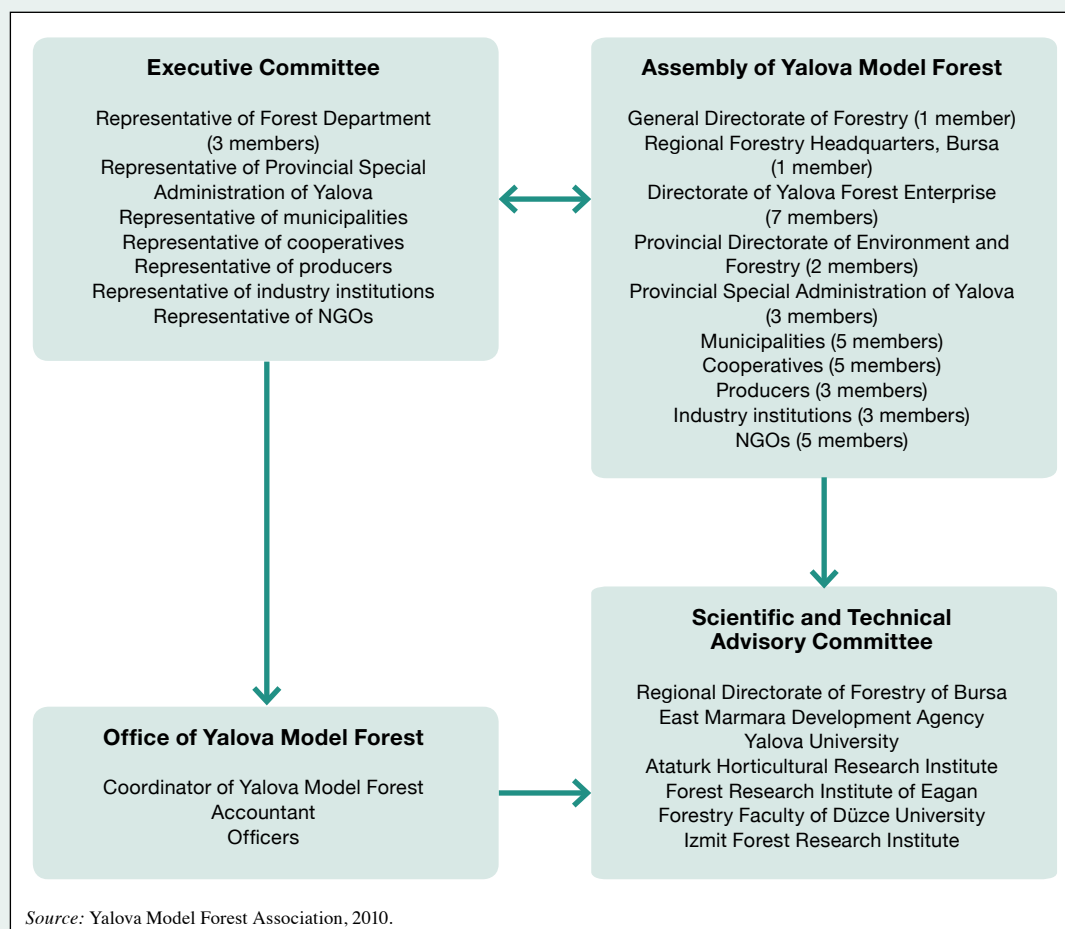 Executive Committee
Representative of Forest Department
(3 members)
Representative of Provincial Special
Administration of Yalova
Representative of municipalities
Representative of cooperatives
Representative of producers
Representative of industry institutions
Representative of NGOs
Assembly of Yalova Model Forest
General Directorate of Forestry (1 member)
Regional Forestry Headquarters, Bursa
(1 member)
Directorate of Yalova Forest Enterprise
(7 members)
Provincial Directorate of Environment and
Forestry (2 members)
Provincial Special Administration of Yalova
(3 members)
Municipalities (5 members)
Cooperatives (5 members)
Producers (3 members)
Industry institutions (3 members)
NGOs (5 members)
Office of Yalova Model Forest
Coordinator of Yalova Model Forest
Accountant
Officers
Scientific and Technical
Advisory Committee
Regional Directorate of Forestry of Bursa
East Marmara Development Agency
Yalova University
Ataturk Horticultural Research Institute
Forest Research Institute of Eagan
Forestry Faculty of Düzce University
Izmit Forest Research Institute
Source: Yalova Model Forest Association, 2010.